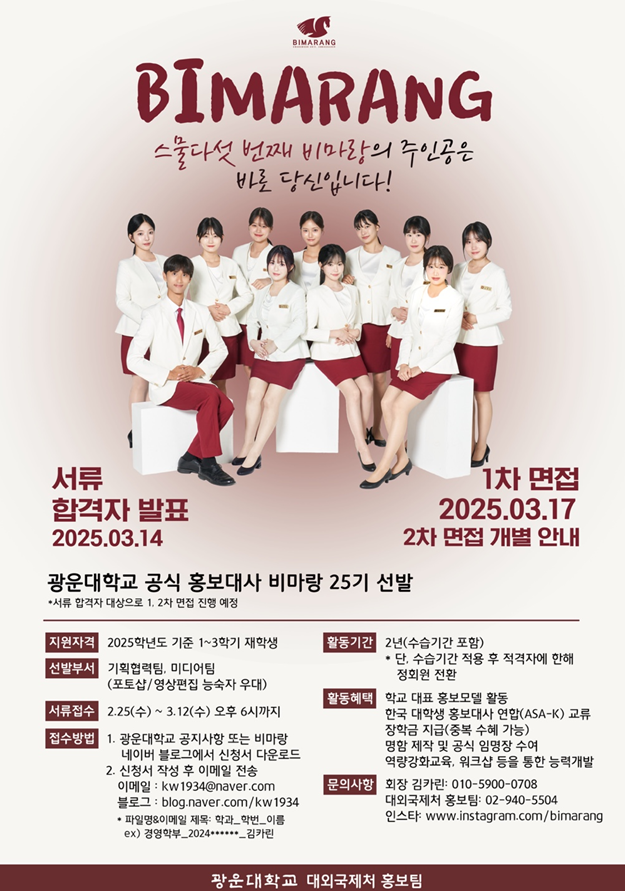 BIMARANG
BIMARANG
스물다섯 번째 비마랑의 주인공은
바로 당신입니다!
서류
합격자 발표
2025.03.14
1차 면접
2025.03.17
2차 면접 개별 안내
광운대학교 공식 홍보대사 비마랑 25기 선발
*서류 합격자 대상으로 1, 2차 면접 진행 예정
지원자격 2025학년도 기준 1~3학기 재학생
선발부서 기획협력팀, 미디어팀
(포토샵/영상편집 능숙자 우대)
서류접수 2.25(수) ~ 3.12(수) 오후 6시까지
접수방법 1. 광운대학교 공지사항 또는 비마랑
네이버 블로그에서 신청서 다운로드
2. 신청서 작성 후 이메일 전송
이메일 : kw1934@naver.com
블로그 : blog.naver.com/kw1934
* 파일명&이메일 제목: 학과_학번_이름
ex) 경영학부_2024******_김카린
활동기간 2년(수습기간 포함)
* 단, 수습기간 적용 후 적격자에 한해
정회원 전환
활동혜택 학교 대표 홍보모델 활동
한국 대학생 홍보대사 연합(ASA-K) 교류
장학금 지급(중복 수혜 가능)
명함 제작 및 공식 임명장 수여
역량강화교육, 워크샵 등을 통한 능력개발
문의사항 회장 김카린: 010-5900-0708
대외국제처 홍보팀: 02-940-5504
인스타: www.instagram.com/bimarang
광운대학교 대외국제처 홍보팀